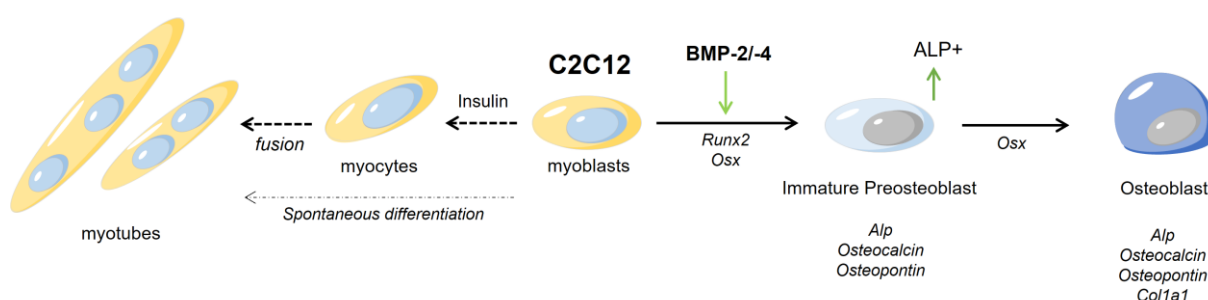 C2C12
BMP-2/-4
ALP+
Insulin
fusion
Runx2
Osx
Osx
myocytes
myoblasts
Immature Preosteoblast
Osteoblast
Spontaneous differentiation
myotubes
Alp
Osteocalcin
Osteopontin
Alp
Osteocalcin
Osteopontin
Col1a1